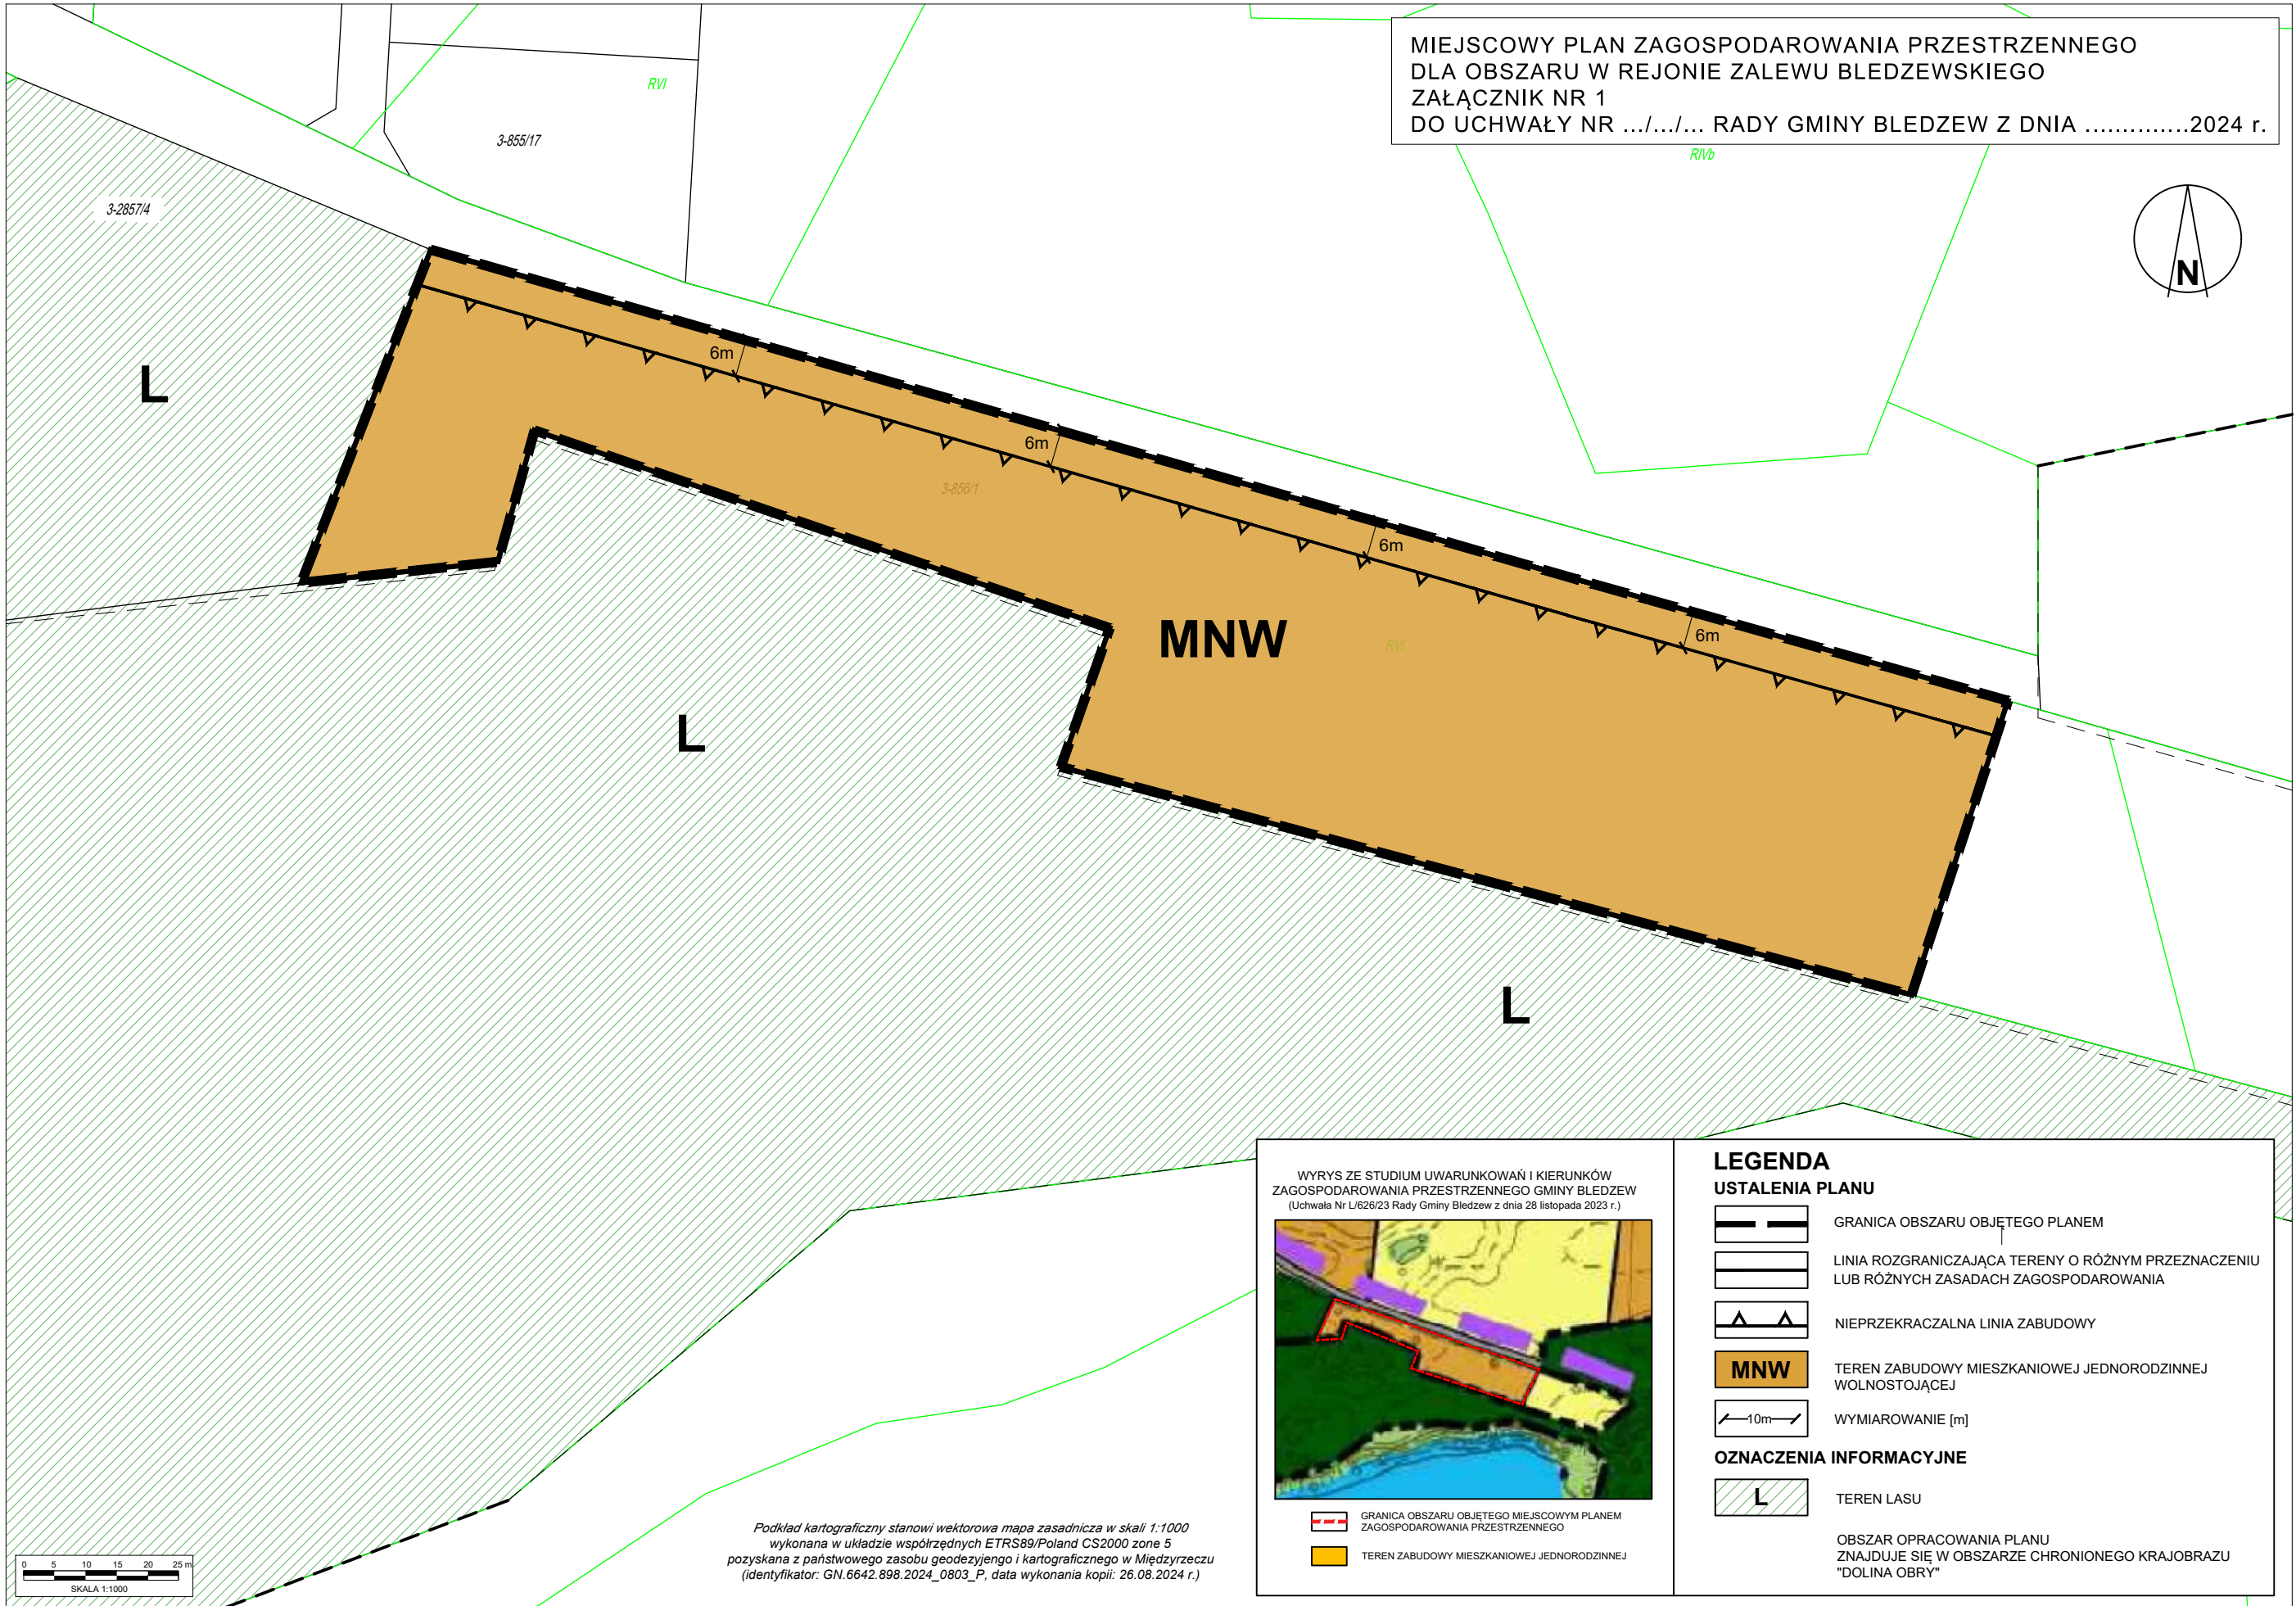 MIEJSCOWY PLAN ZAGOSPODAROWANIA PRZESTRZENNEGO
DLA OBSZARU W REJONIE ZALEWU BLEDZEWSKIEGO
ZAŁĄCZNIK NR 1
DO UCHWAŁY NR .../.../... RADY GMINY BLEDZEW Z DNIA ..............2024 r.
RVI
3-855/17
RIVb
3-2857/4
N
L
6m
6m
3-856/1
6m
6m
MNW
RVI
L
L
WYRYS ZE STUDIUM UWARUNKOWAŃ I KIERUNKÓW
ZAGOSPODAROWANIA PRZESTRZENNEGO GMINY BLEDZEW
(Uchwała Nr L/626/23 Rady Gminy Bledzew z dnia 28 listopada 2023 r.)
GRANICA OBSZARU OBJĘTEGO MIEJSCOWYM PLANEM
ZAGOSPODAROWANIA PRZESTRZENNEGO
TEREN ZABUDOWY MIESZKANIOWEJ JEDNORODZINNEJ
LEGENDA
USTALENIA PLANU
GRANICA OBSZARU OBJĘTEGO PLANEM
LINIA ROZGRANICZAJĄCA TERENY O RÓŻNYM PRZEZNACZENIU
LUB RÓŻNYCH ZASADACH ZAGOSPODAROWANIA
NIEPRZEKRACZALNA LINIA ZABUDOWY
MNW
TEREN ZABUDOWY MIESZKANIOWEJ JEDNORODZINNEJ
WOLNOSTOJĄCEJ
10m
WYMIAROWANIE [m]
OZNACZENIA INFORMACYJNE
L
TEREN LASU
OBSZAR OPRACOWANIA PLANU
ZNAJDUJE SIĘ W OBSZARZE CHRONIONEGO KRAJOBRAZU
"DOLINA OBRY"
Podkład kartograficzny stanowi wektorowa mapa zasadnicza w skali 1:1000
wykonana w układzie współrzędnych ETRS89/Poland CS2000 zone 5
pozyskana z państwowego zasobu geodezyjengo i kartograficznego w Międzyrzeczu
(identyfikator: GN.6642.898.2024_0803_P, data wykonania kopii: 26.08.2024 r.)
0 5 10 15 20 25 m
SKALA 1:1000